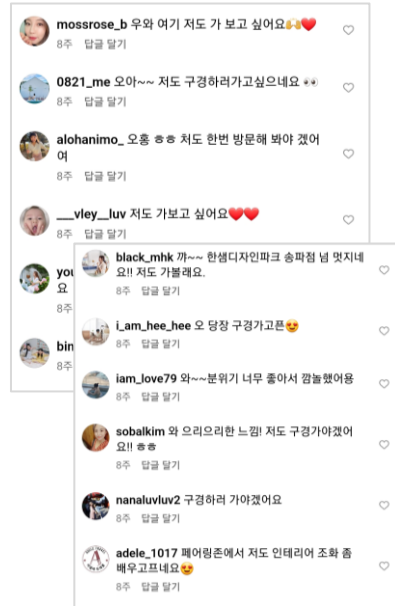 mossrose_b 우와 여기 저도 가 보고 싶어요🙌❤️
8주 답글 달기
0821_me 오아~~ 저도 구경하러가고싶으네요 👀
8주 답글 달기
alohanimo_ 오홍 ㅎㅎ 처도 한번 방문해 봐야 겠어
여
8주 답글 달기
___vley__luv 저도 가보고 싶어요❤️❤️
8주 답글 달기
you
요
8주
bin
8주
black_mhk 꺄~~ 한샘디자인파크 송파점 넘 멋지네
요!! 저도 가볼래요.
8주 답글 달기
i_am_hee_hee 오 당장 구경가고픈😍
8주 답글 달기
iam_love79 와~~분위기 너무 좋아서 깜놀했어용
8주 답글 달기
sobalkim 와 으리으리한 느낌! 저도 구경가야겠어
요!! ㅎㅎ
8주 답글 달기
nanaluvluv2 구경하러 가야겠어요
8주 답글 달기
adele_1017 페어링존에서 저도 인테리어 조화 좀
배우고프네요😍
8주 답글 달기